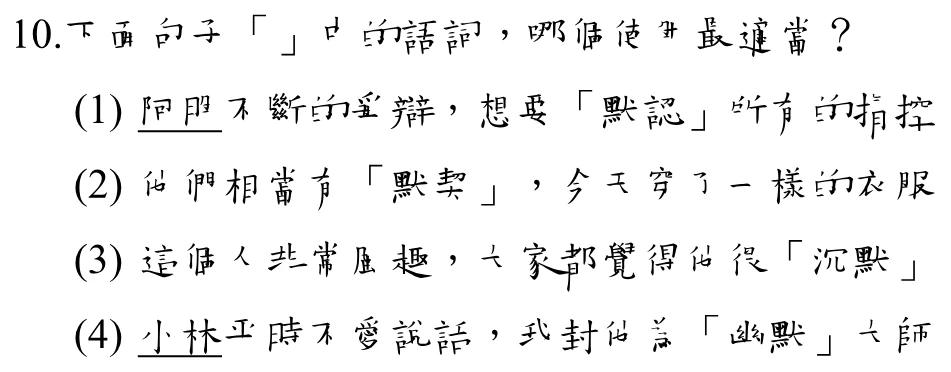 10.下面句子「」中的語詞，哪個使用最適當？
(1) 阿明不斷的爭辯，想要「默認」所有的指控
(2) 他們相當有「默契」，今天穿了一樣的衣服
(3) 這個人非常風趣，大家都覺得他很「沉默」
(4) 小林平時不愛說話，我封他為「幽默」大師